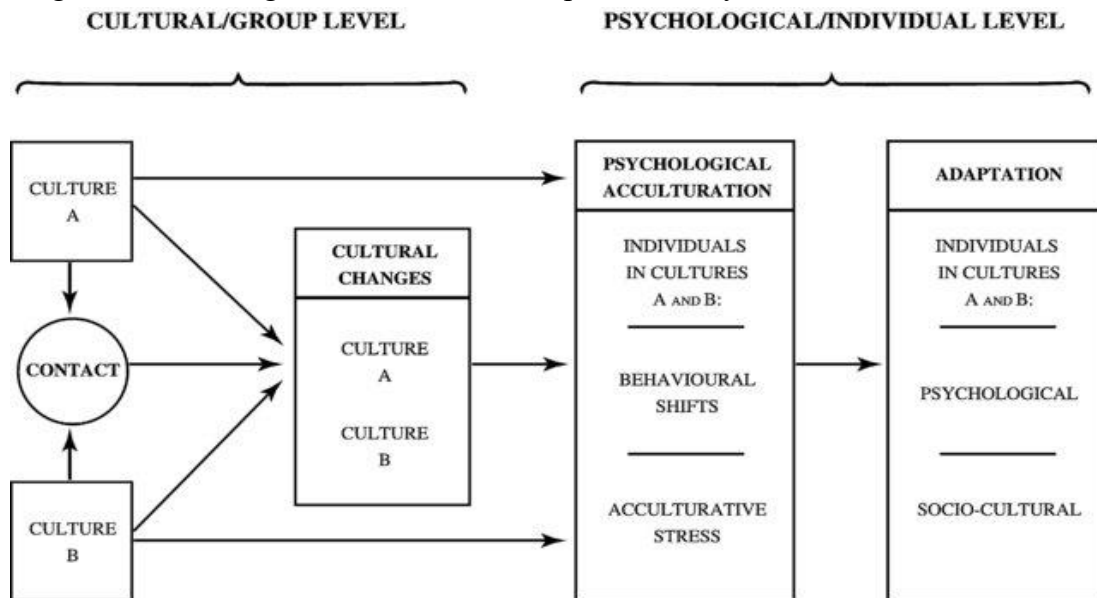 CULTURAL/GROUP LEVEL
PSYCHOLOGICAL/INDIVIDUAL LEVEL
CULTURE
A
CONTACT
CULTURE
B
CULTURAL
CHANGES
CULTURE
A
CULTURE
B
PSYCHOLOGICAL
ACCULTURATION
INDIVIDUALS
IN CULTURES
A AND B:
BEHAVIOURAL
SHIFTS
ACCULTURATIVE
STRESS
ADAPTATION
INDIVIDUALS
IN CULTURES
A AND B:
PSYCHOLOGICAL
SOCIO-CULTURAL